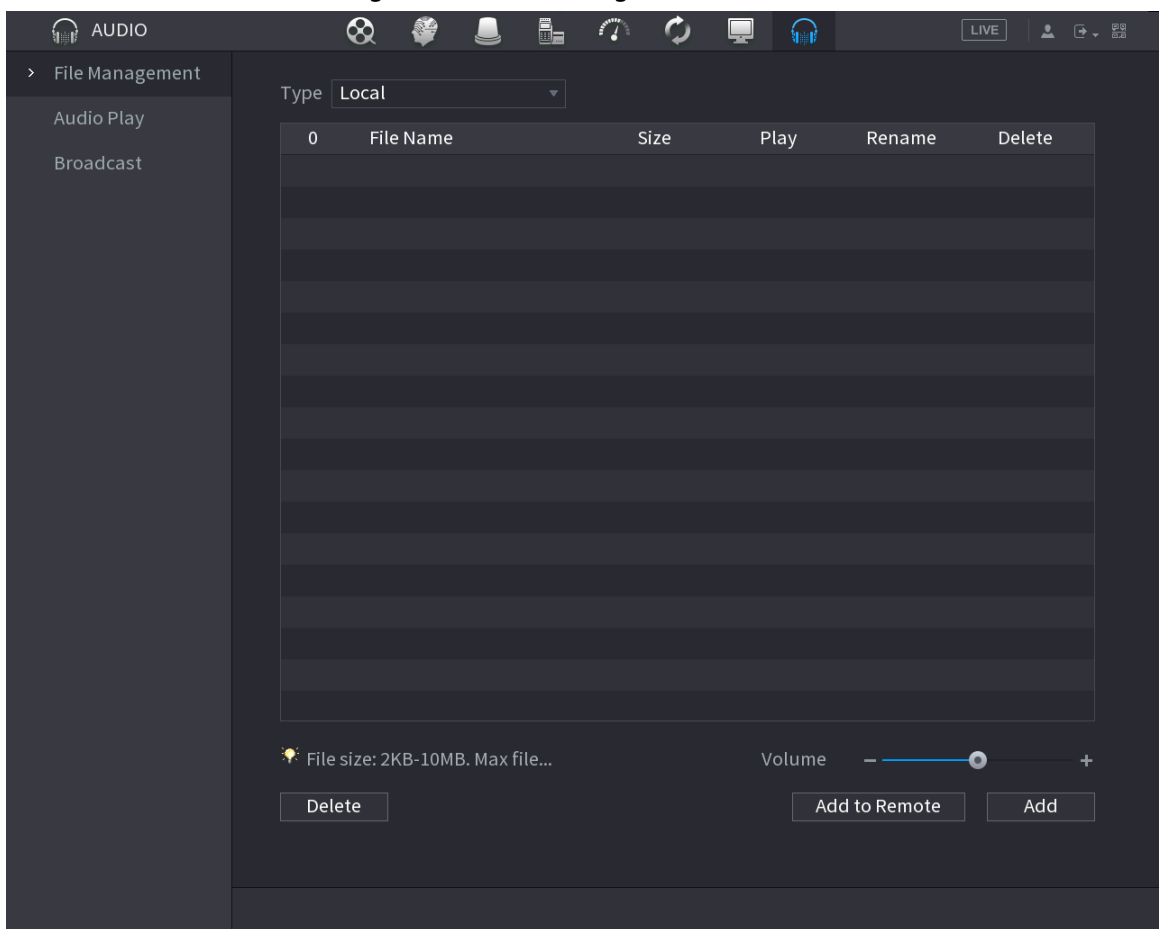 AUDIO LIVE
File Management
Audio Play
Broadcast
Type Local
0 File Name Size Play Rename Delete
File size: 2KB-10MB. Max file...
Volume − +
Delete Add to Remote Add